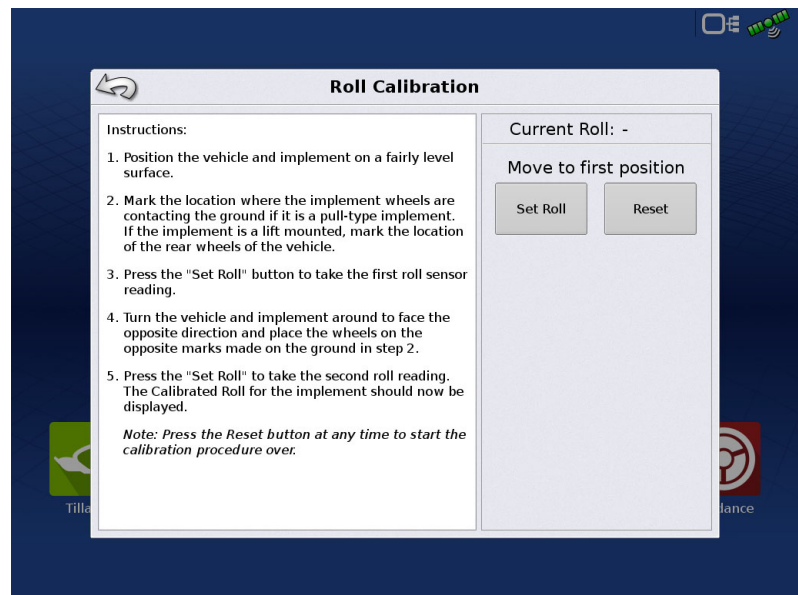 Roll Calibration
Instructions:
1. Position the vehicle and implement on a fairly level
surface.
2. Mark the location where the implement wheels are
contacting the ground if it is a pull-type implement.
If the implement is a lift mounted, mark the location
of the rear wheels of the vehicle.
3. Press the "Set Roll" button to take the first roll sensor
reading.
4. Turn the vehicle and implement around to face the
opposite direction and place the wheels on the
opposite marks made on the ground in step 2.
5. Press the "Set Roll" to take the second roll reading.
The Calibrated Roll for the implement should now be
displayed.
Note: Press the Reset button at any time to start the
calibration procedure over.
Current Roll: -
Move to first position
Set Roll
Reset
Tilla
dance